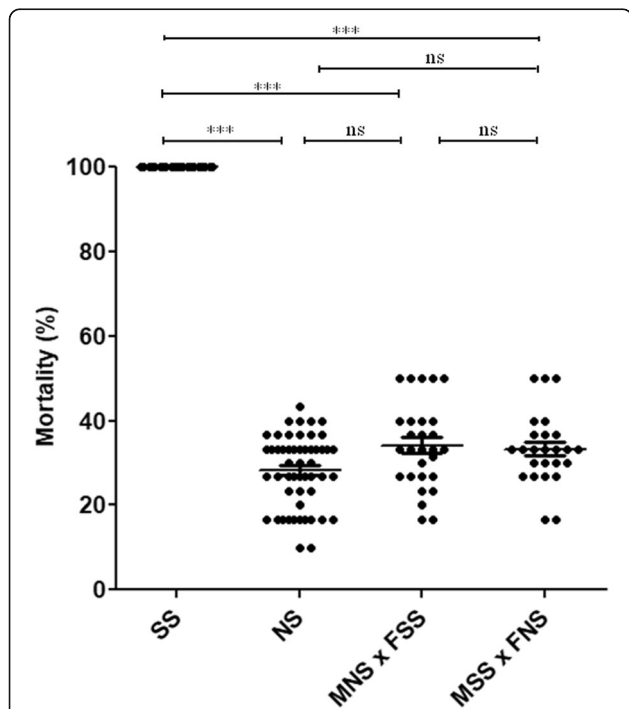 ***
ns
***
*** ns ns
100
80
60
40
20
0
Mortality (%)
SS
NS
MNS x FSS
MSS x FNS